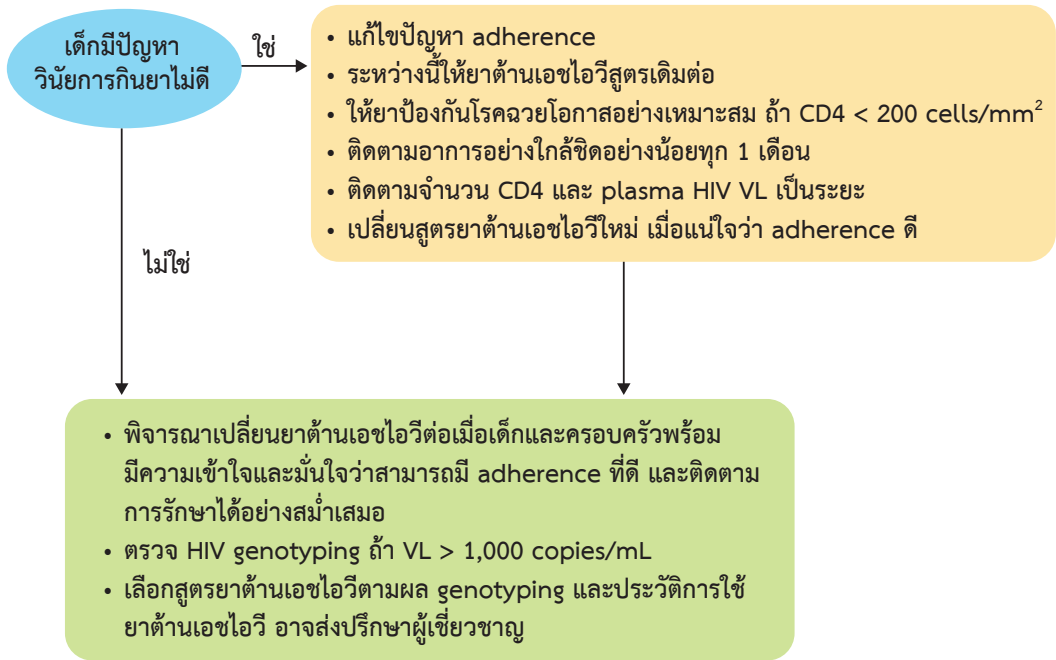 เด็กมีปัญหา
วินัยการกินยาไม่ดี
ใช่
• แก้ไขปัญหา adherence
• ระหว่างนี้ให้ยาต้านเอชไอวีสูตรเดิมต่อ
• ให้ยาป้องกันโรคฉวยโอกาสอย่างเหมาะสม ถ้า CD4 < 200 cells/mm²
• ติดตามอาการอย่างใกล้ชิดอย่างน้อยทุก 1 เดือน
• ติดตามจำนวน CD4 และ plasma HIV VL เป็นระยะ
• เปลี่ยนสูตรยาต้านเอชไอวีใหม่ เมื่อแน่ใจว่า adherence ดี
ไม่ใช่
• พิจารณาเปลี่ยนยาต้านเอชไอวีต่อเมื่อเด็กและครอบครัวพร้อม
มีความเข้าใจและมั่นใจว่าสามารถมี adherence ที่ดี และติดตาม
การรักษาได้อย่างสม่ำเสมอ
• ตรวจ HIV genotyping ถ้า VL > 1,000 copies/mL
• เลือกสูตรยาต้านเอชไอวีตามผล genotyping และประวัติการใช้
ยาต้านเอชไอวี อาจส่งปรึกษาผู้เชี่ยวชาญ